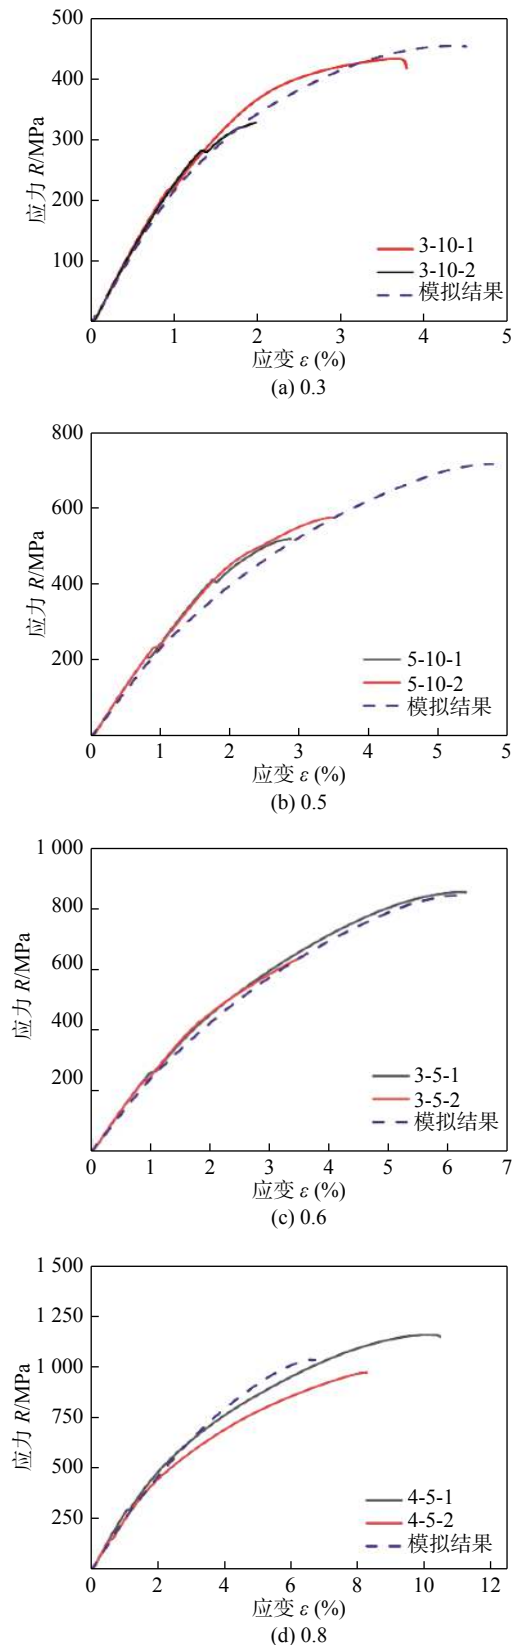 500
400
300
200
100
应力 R/MPa
3-10-1
3-10-2
模拟结果
0 1 2 3 4 5
应变 ε (%)
(a) 0.3
800
600
400
200
应力 R/MPa
5-10-1
5-10-2
模拟结果
0 1 2 3 4 5 5
应变 ε (%)
(b) 0.5
1 000
800
600
400
200
应力 R/MPa
3-5-1
3-5-2
模拟结果
0 1 2 3 4 5 6 7
应变 ε (%)
(c) 0.6
1 500
1 250
1 000
750
500
250
应力 R/MPa
4-5-1
4-5-2
模拟结果
0 2 4 6 8 10 12
应变 ε (%)
(d) 0.8